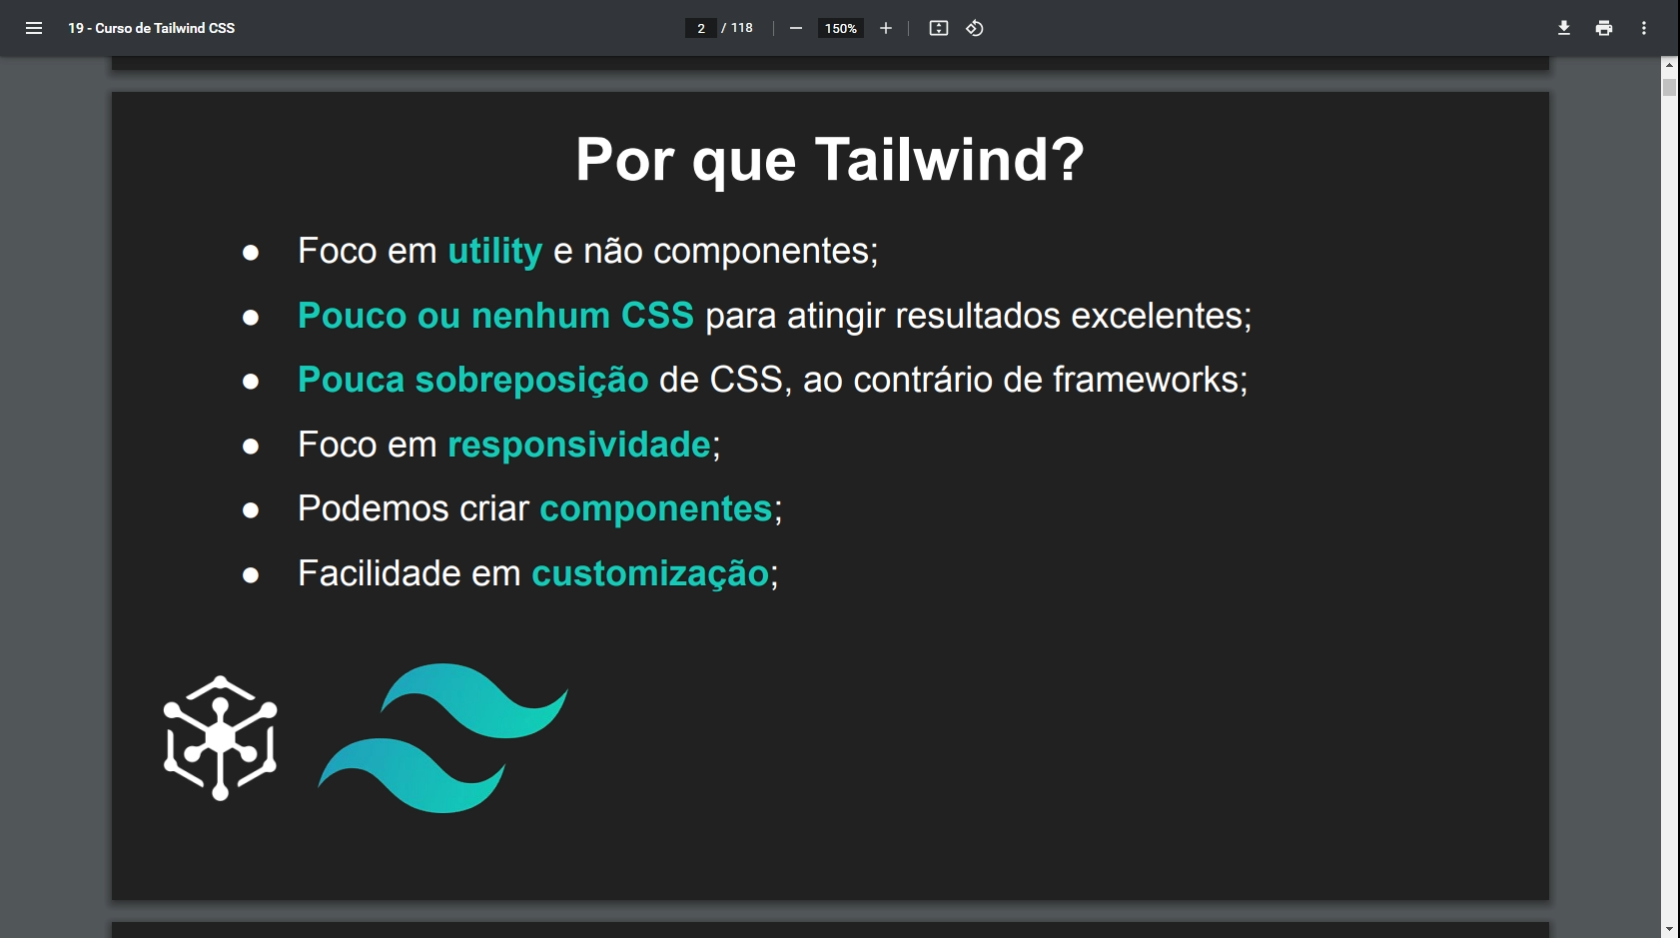 19 - Curso de Tailwind CSS
2 / 118
150%
Por que Tailwind?
● Foco em utility e não componentes;
● Pouco ou nenhum CSS para atingir resultados excelentes;
● Pouca sobreposição de CSS, ao contrário de frameworks;
● Foco em responsividade;
● Podemos criar componentes;
● Facilidade em customização;